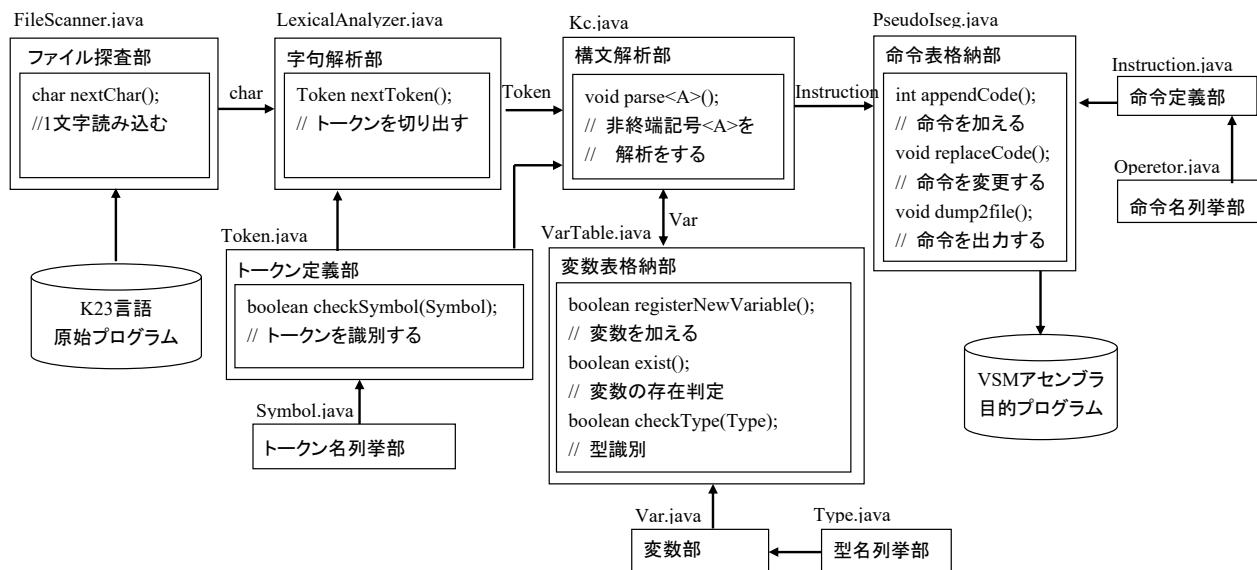 FileScanner.java
ファイル探査部
char nextChar();
//1文字読み込む
char
LexicalAnalyzer.java
字句解析部
Token nextToken();
// トークンを切り出す
Token
Kc.java
構文解析部
void parse<A>();
// 非終端記号<A>を
// 解析をする
Instruction
PseudoIseg.java
命令表格納部
int appendCode();
// 命令を加える
void replaceCode();
// 命令を変更する
void dump2file();
// 命令を出力する
Instruction.java
命令定義部
Operetor.java
命令名列挙部
K23言語
原始プログラム
Token.java
トークン定義部
boolean checkSymbol(Symbol);
// トークンを識別する
Symbol.java
トークン名列挙部
Var
VarTable.java
変数表格納部
boolean registerNewVariable();
// 変数を加える
boolean exist();
// 変数の存在判定
boolean checkType(Type);
// 型識別
VSMアセンブラ
目的プログラム
Var.java
変数部
Type.java
型名列挙部